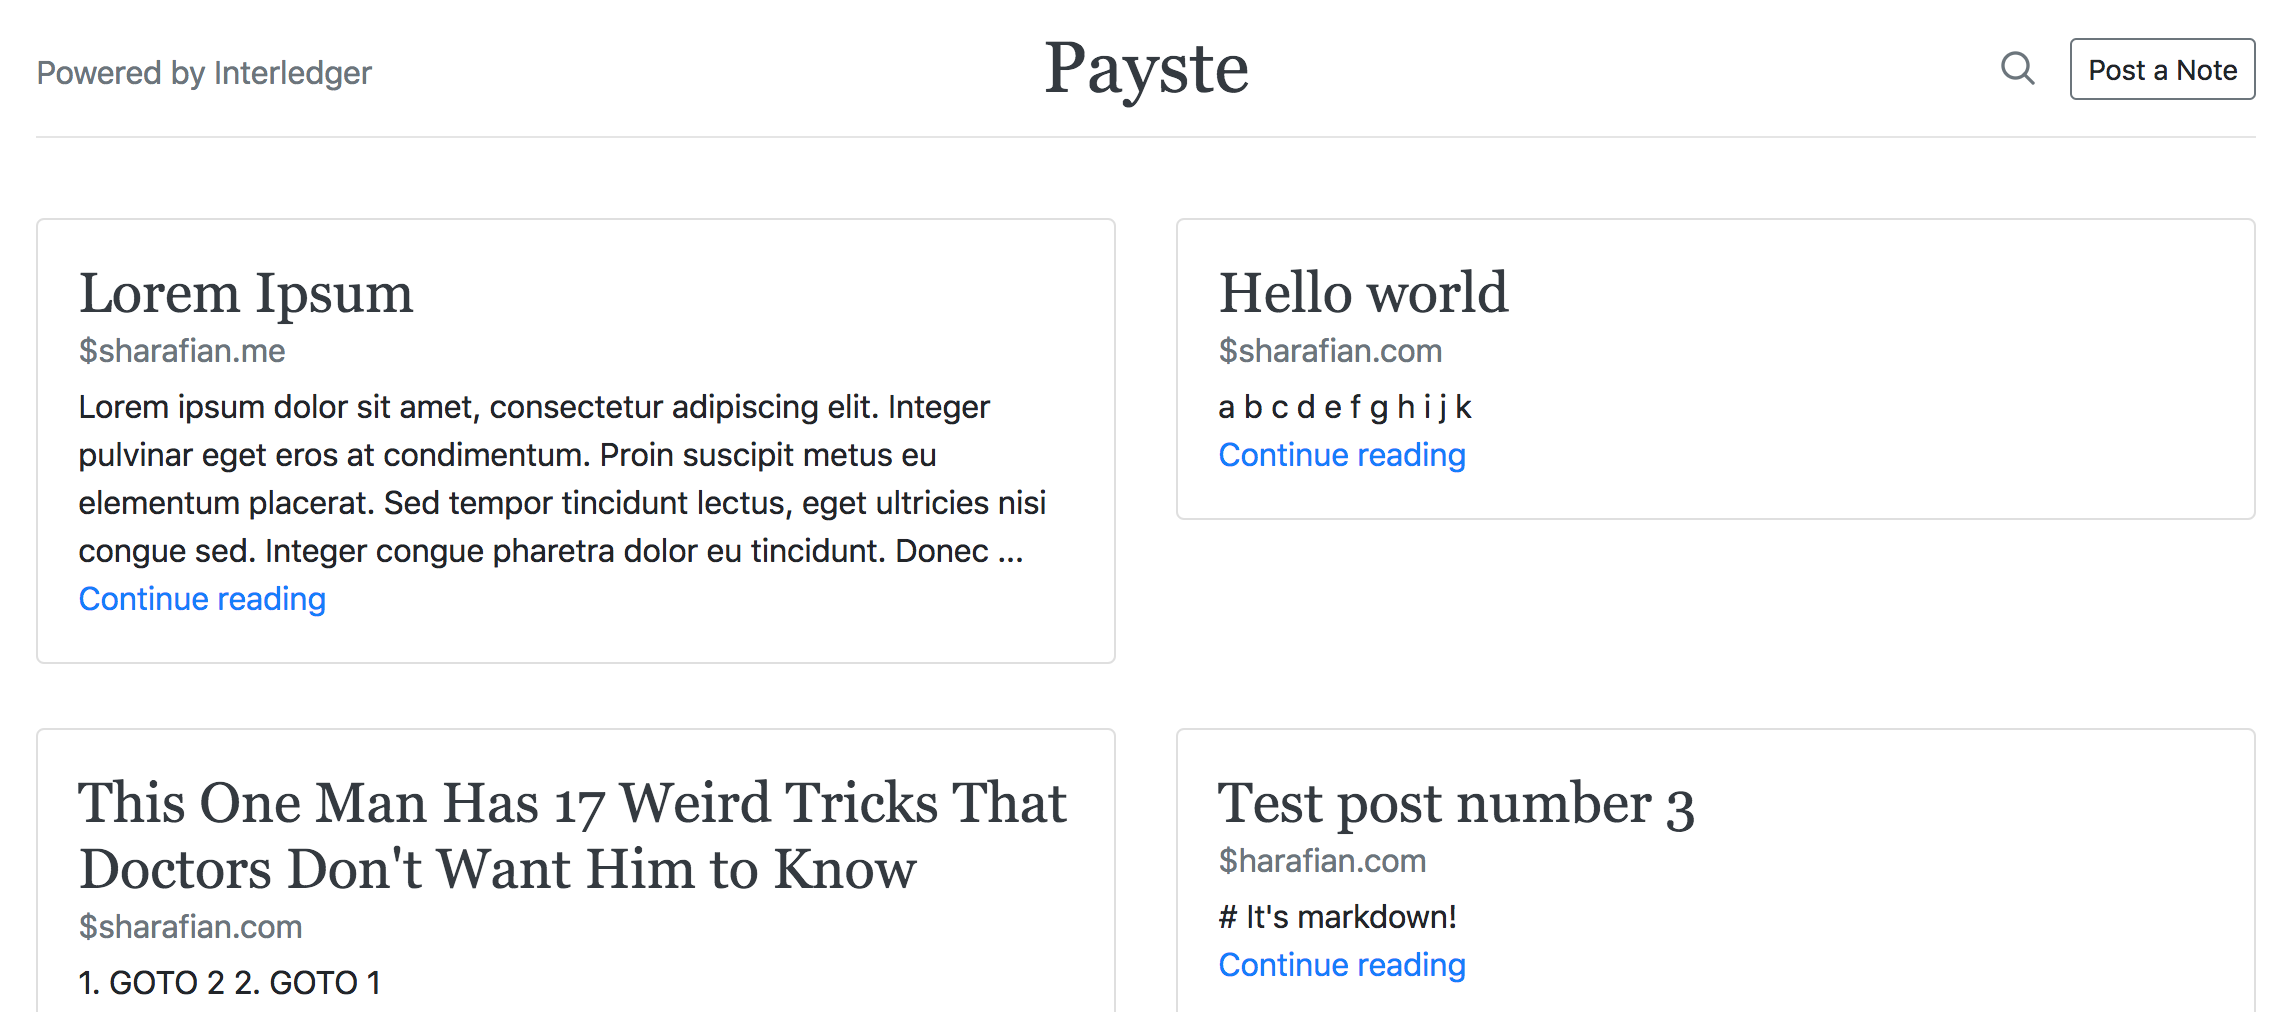 Powered by Interledger
Payste
Post a Note
Lorem Ipsum
$sharafian.me
Lorem ipsum dolor sit amet, consectetur adipiscing elit. Integer
pulvinar eget eros at condimentum. Proin suscipit metus eu
elementum placerat. Sed tempor tincidunt lectus, eget ultricies nisi
congue sed. Integer congue pharetra dolor eu tincidunt. Donec ...
Continue reading
Hello world
$sharafian.com
a b c d e f g h i j k
Continue reading
This One Man Has 17 Weird Tricks That
Doctors Don't Want Him to Know
$sharafian.com
1. GOTO 2 2. GOTO 1
Test post number 3
$harafian.com
# It's markdown!
Continue reading